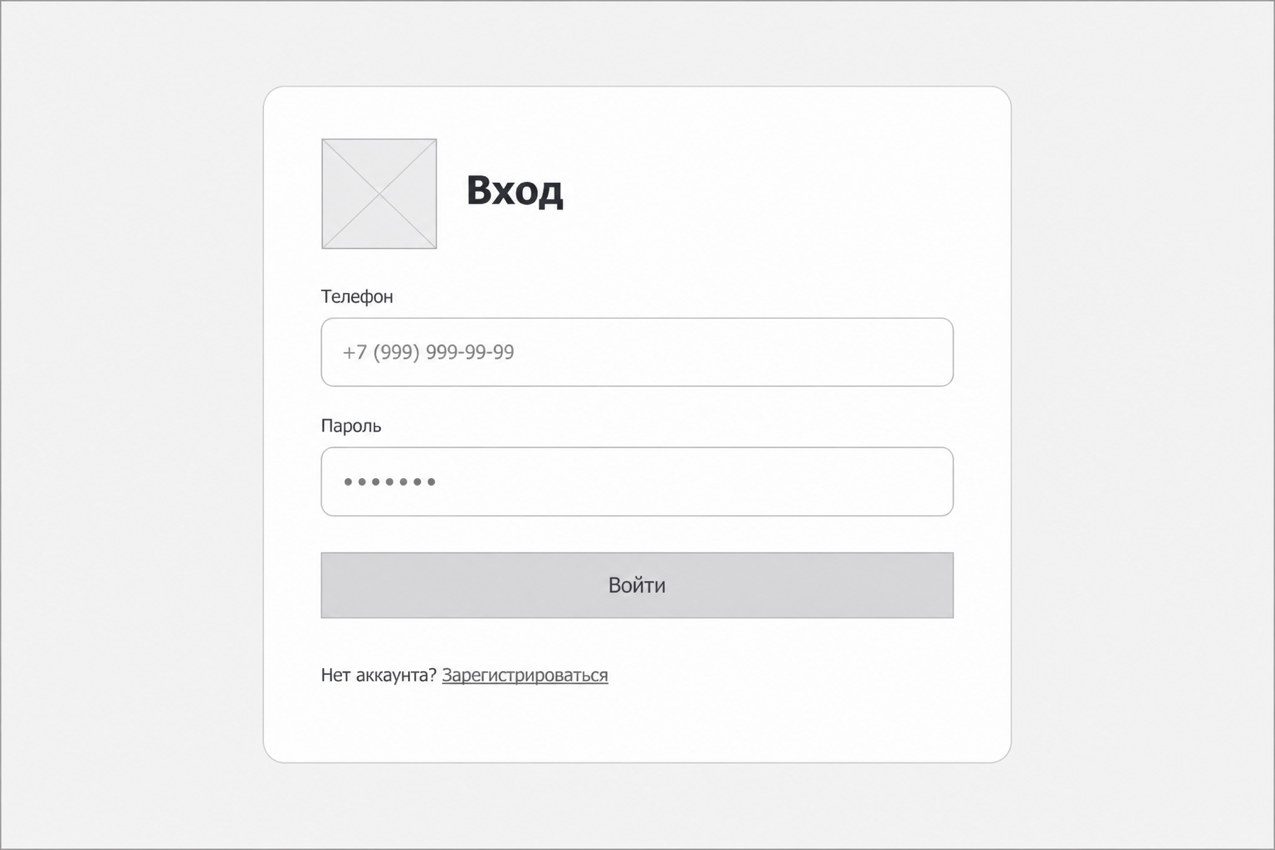 Вход
Телефон
+7 (999) 999-99-99
Пароль
•••••••
Войти
Нет аккаунта? Зарегистрироваться